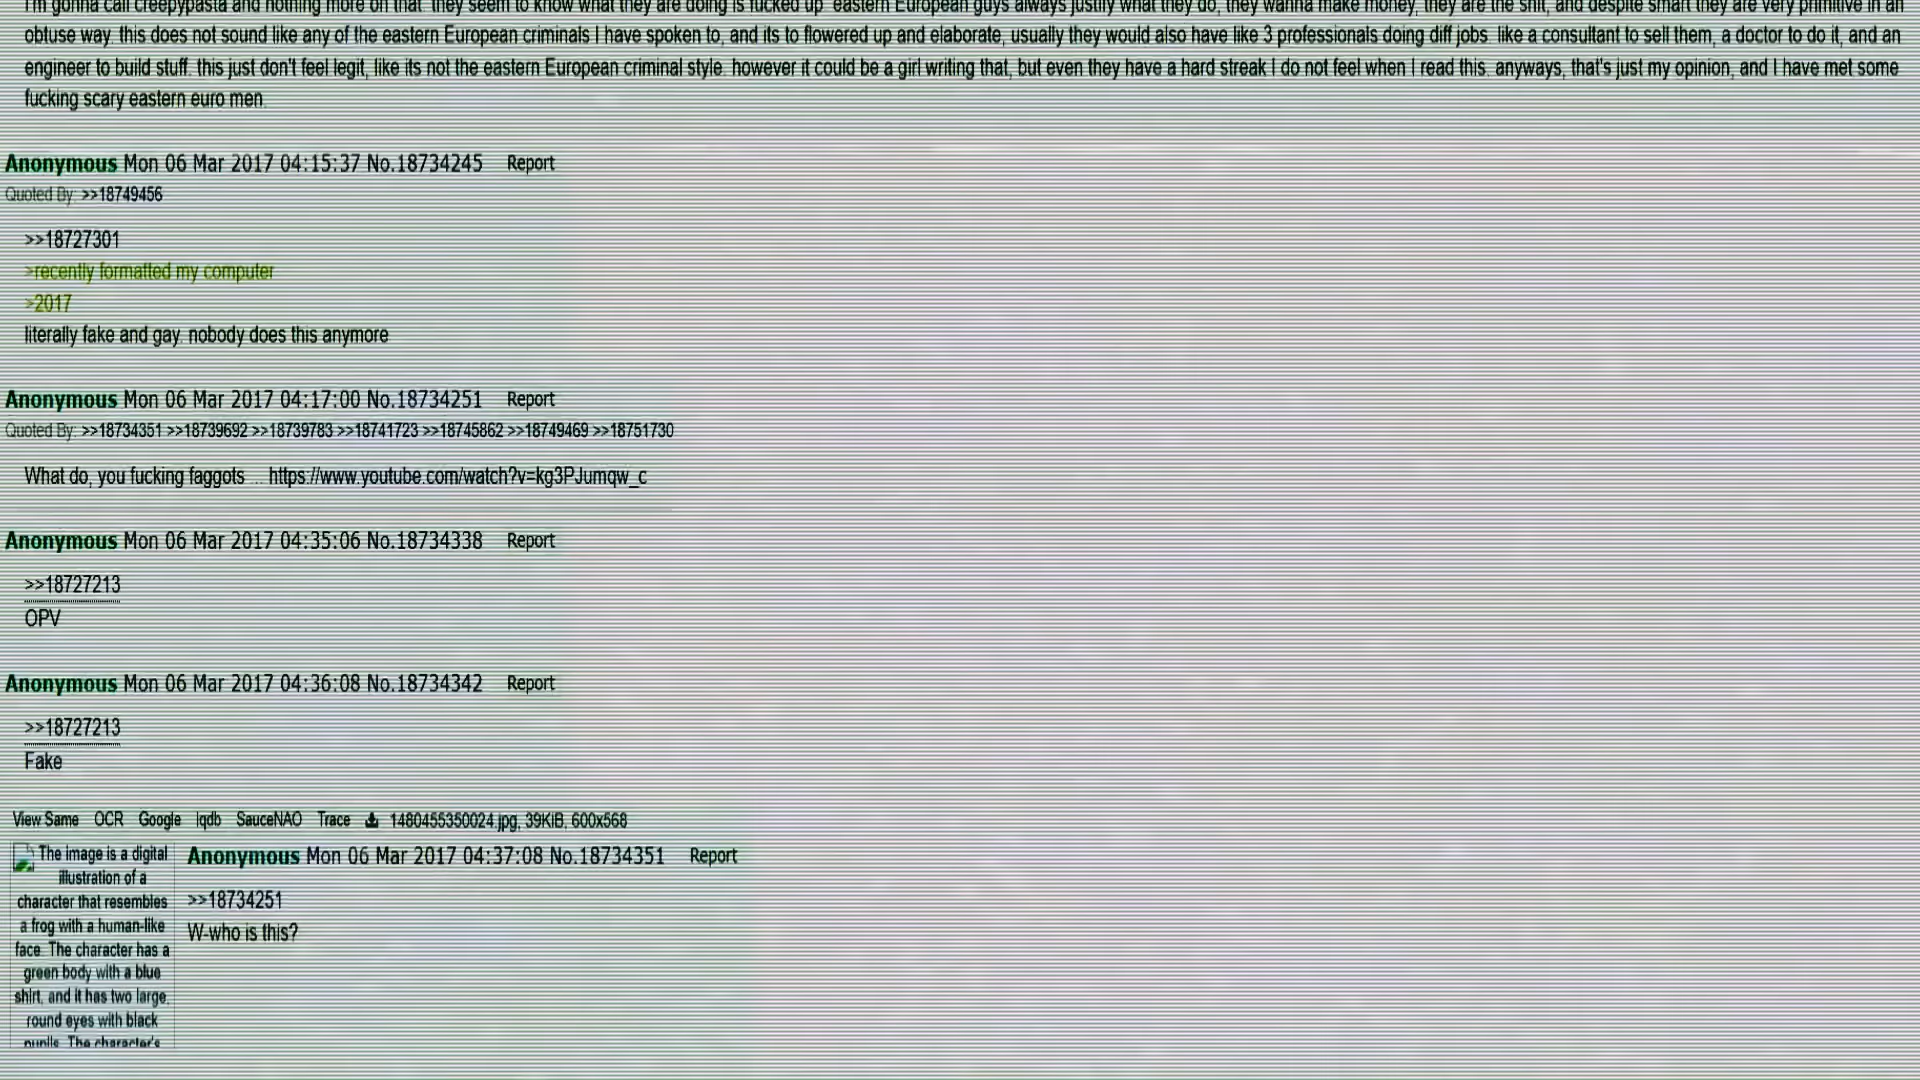 I'm gonna call creepypasta and nothing more on that. they seem to know what they are doing is fucked up. eastern European guys always justify what they do, they wanna make money, they are the shit, and despite smart they are very primitive in an
obtuse way. this does not sound like any of the eastern European criminals I have spoken to, and its to flowered up and elaborate, usually they would also have like 3 professionals doing diff jobs. like a consultant to sell them, a doctor to do it, and an
engineer to build stuff. this just don't feel legit, like its not the eastern European criminal style. however it could be a girl writing that, but even they have a hard streak I do not feel when I read this. anyways, that's just my opinion, and I have met some
fucking scary eastern euro men.
Anonymous Mon 06 Mar 2017 04:15:37 No.18734245 Report
Quoted By: >>18749456
>>18727301
>recently formatted my computer
>2017
literally fake and gay. nobody does this anymore
Anonymous Mon 06 Mar 2017 04:17:00 No.18734251 Report
Quoted By: >>18734351 >>18739692 >>18739783 >>18741723 >>18745862 >>18749469 >>18751730
What do, you fucking faggots ... https://www.youtube.com/watch?v=kg3PJumqw_c
Anonymous Mon 06 Mar 2017 04:35:06 No.18734338 Report
>>18727213
OPV
Anonymous Mon 06 Mar 2017 04:36:08 No.18734342 Report
>>18727213
Fake
View Same OCR Google iqdb SauceNAO Trace 1480455350024.jpg, 39KiB, 600x568
Anonymous Mon 06 Mar 2017 04:37:08 No.18734351 Report
>>18734251
W-who is this?
The image is a digital
illustration of a
character that resembles
a frog with a human-like
face. The character has a
green body with a blue
shirt, and it has two large,
round eyes with black
pupils. The character's